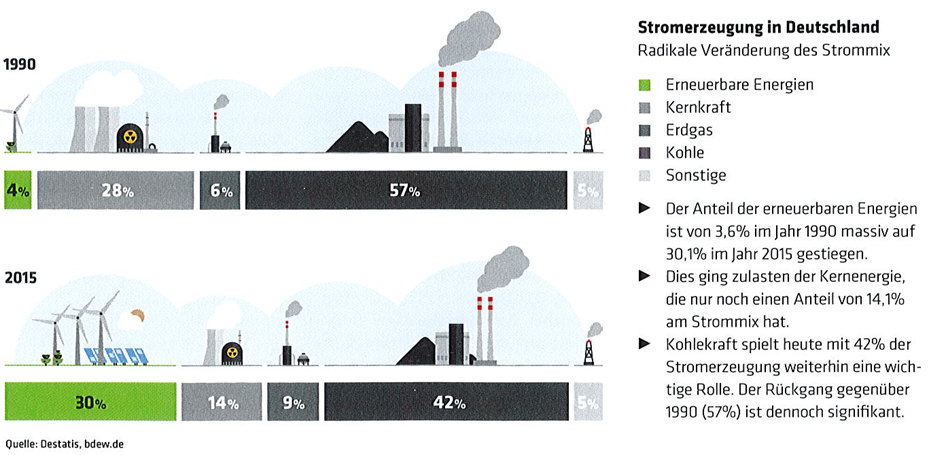 1990
4%
28%
6%
57%
5%
2015
30%
14%
9%
42%
5%
Quelle: Destatis, bdew.de
Stromerzeugung in Deutschland
Radikale Veränderung des Strommix
Erneuerbare Energien
Kernkraft
Erdgas
Kohle
Sonstige
► Der Anteil der erneuerbaren Energien
ist von 3,6% im Jahr 1990 massiv auf
30,1% im Jahr 2015 gestiegen.
► Dies ging zulasten der Kernenergie,
die nur noch einen Anteil von 14,1%
am Strommix hat.
► Kohlekraft spielt heute mit 42% der
Stromerzeugung weiterhin eine wich-
tige Rolle. Der Rückgang gegenüber
1990 (57%) ist dennoch signifikant.